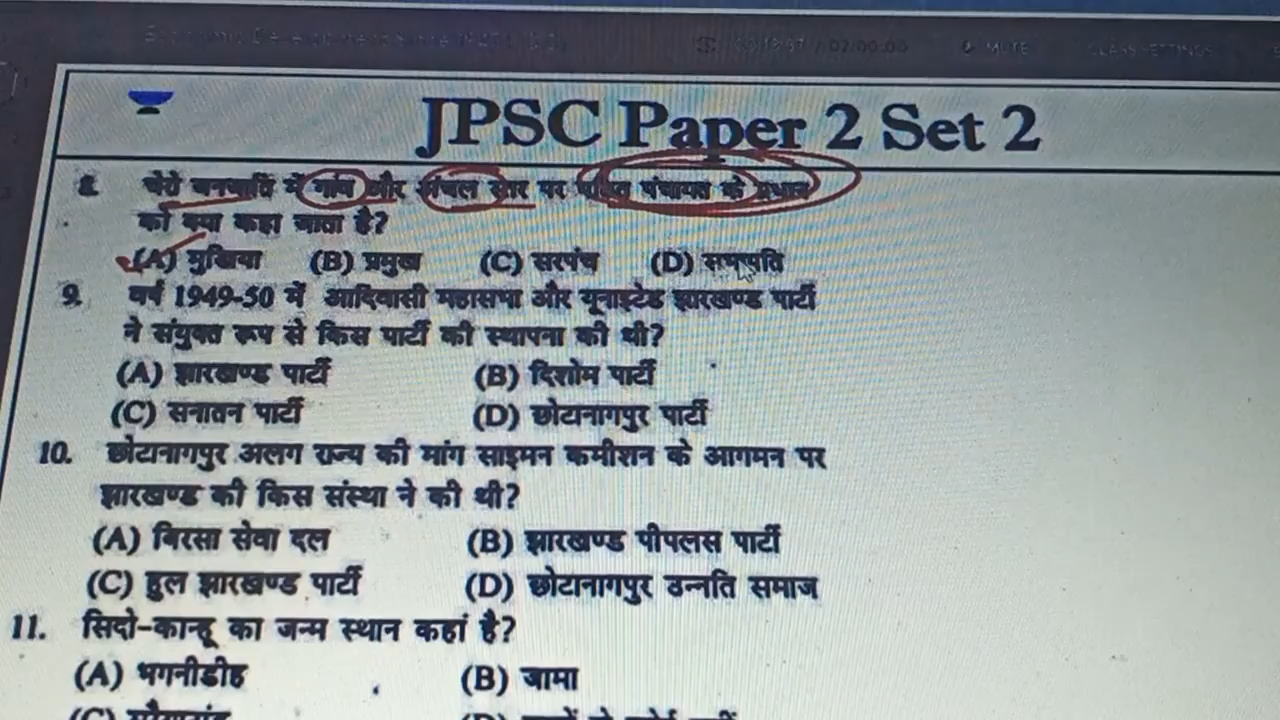 JPSC Paper 2 Set 2
8. चेरो जनजाति में गांव और अंचल स्तर पर गठित पंचायत के प्रधान
को क्या कहा जाता है?
(A) मुखिया (B) प्रमुख (C) सरपंच (D) सभापति
9. वर्ष 1949-50 में आदिवासी महासभा और यूनाइटेड झारखण्ड पार्टी
ने संयुक्त रूप से किस पार्टी की स्थापना की थी?
(A) झारखण्ड पार्टी (B) दिशोम पार्टी
(C) सनातन पार्टी (D) छोटानागपुर पार्टी
10. छोटानागपुर अलग राज्य की मांग साइमन कमीशन के आगमन पर
झारखण्ड की किस संस्था ने की थी?
(A) बिरसा सेवा दल (B) झारखण्ड पीपलस पार्टी
(C) हुल झारखण्ड पार्टी (D) छोटानागपुर उन्नति समाज
11. सिदो-कान्हू का जन्म स्थान कहां है?
(A) भगनीडीह (B) जामा